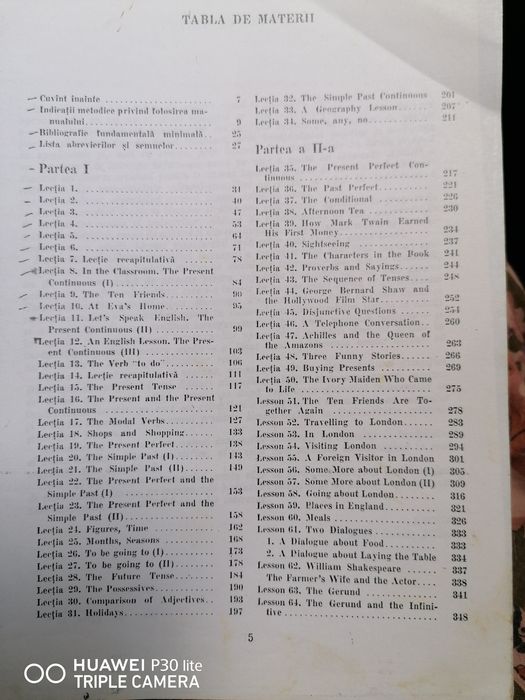 TABLA DE MATERII
Cuvînt înainte ..................... 7
Indicații metodice privind folosirea ma-
nualului ..................... 9
Bibliografie fundamentală minimală .. 25
Lista abrevierilor și semnelor ....... 27
Partea I
Lecția 1. ..................... 31
Lecția 2. ..................... 40
Lecția 3. ..................... 47
Lecția 4. ..................... 53
Lecția 5. ..................... 64
Lecția 6. ..................... 71
Lecția 7. Lecție recapitulativă ..... 78
Lecția 8. In the Classroom. The Present
Continuous (I) ..................... 84
Lecția 9. The Ten Friends ........ 90
Lecția 10. At Eva's Home ........ 95
Lecția 11. Let's Speak English. The
Present Continuous (II) ........... 99
Lecția 12. An English Lesson. The Pres-
ent Continuous (III) ............. 103
Lecția 13. The Verb "to do" ........ 106
Lecția 14. Lecție recapitulativă .... 111
Lecția 15. The Present Tense ...... 117
Lecția 16. The Present and the Present
Continuous ..................... 121
Lecția 17. The Modal Verbs ....... 127
Lecția 18. Shops and Shopping ..... 133
Lecția 19. The Present Perfect ..... 138
Lecția 20. The Simple Past (I) ..... 143
Lecția 21. The Simple Past (II) ..... 149
Lecția 22. The Present Perfect and the
Simple Past (I) ................. 153
Lecția 23. The Present Perfect and the
Simple Past (II) ................. 158
Lecția 24. Figures, Time .......... 162
Lecția 25. Months, Seasons ........ 168
Lecția 26. To be going to (I) ....... 173
Lecția 27. To be going to (II) ...... 178
Lecția 28. The Future Tense ....... 184
Lecția 29. The Possessives ......... 190
Lecția 30. Comparison of Adjectives .. 193
Lecția 31. Holidays ............... 197
Lecția 32. The Simple Past Continuous 201
Lecția 33. A Geography Lesson ..... 207
Lecția 34. Some, any, no .......... 211
Partea a II-a
Lecția 35. The Present Perfect Con-
tinuous ..................... 217
Lecția 36. The Past Perfect ........ 221
Lecția 37. The Conditional ........ 226
Lecția 38. Afternoon Tea .......... 230
Lecția 39. How Mark Twain Earned
His First Money ................. 234
Lecția 40. Sightseeing ............ 237
Lecția 41. The Characters in the Book 241
Lecția 42. Proverbs and Sayings ..... 244
Lecția 43. The Sequence of Tenses .... 248
Lecția 44. George Bernard Shaw and
the Hollywood Film Star .......... 252
Lecția 45. Disjunctive Questions .... 254
Lecția 46. A Telephone Conversation .. 260
Lecția 47. Achilles and the Queen of
the Amazons ................. 263
Lecția 48. Three Funny Stories ..... 266
Lecția 49. Buying Presents ........ 269
Lecția 50. The Ivory Maiden Who Came
to Life ..................... 275
Lesson 51. The Ten Friends Are To-
gether Again ................. 278
Lesson 52. Travelling to London ..... 283
Lesson 53. In London ............ 289
Lesson 54. Visiting London ........ 294
Lesson 55. A Foreign Visitor in London 301
Lesson 56. Some More about London (I) 305
Lesson 57. Some More about London (II) 309
Lesson 58. Going about London ..... 316
Lesson 59. Places in England ....... 321
Lesson 60. Meals ................ 326
Lesson 61. Two Dialogues ......... 333
1. A Dialogue about Food ........ 333
2. A Dialogue about Laying the Table 334
Lesson 62. William Shakespeare ..... 337
The Farmer's Wife and the Actor .... 338
Lesson 63. The Gerund ........... 341
Lesson 64. The Gerund and the Infini-
tive ..................... 348
5
HUAWEI P30 lite
TRIPLE CAMERA